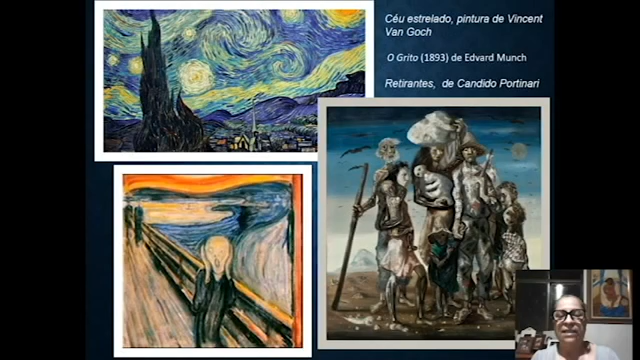 Céu estrelado, pintura de Vincent
Van Goch
O Grito (1893) de Edvard Munch
Retirantes, de Candido Portinari